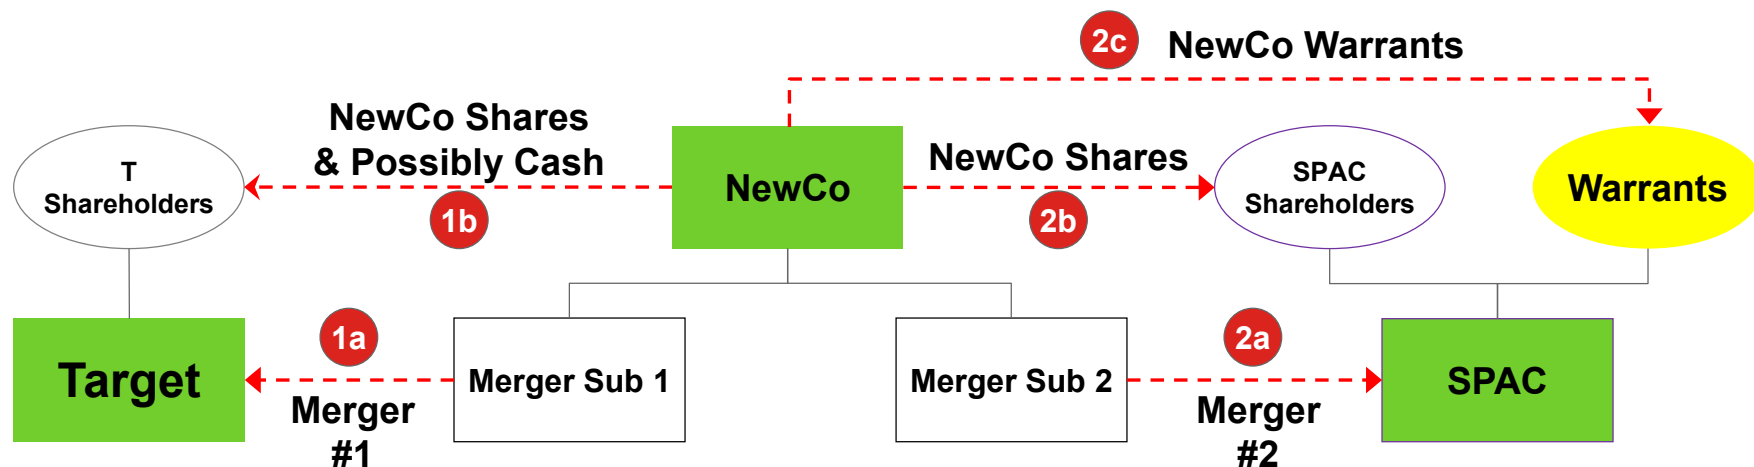 2c
NewCo Warrants
NewCo Shares
& Possibly Cash
T
Shareholders
1b
NewCo
NewCo Shares
2b
SPAC
Shareholders
Warrants
Target
1a
Merger
#1
Merger Sub 1
Merger Sub 2
2a
Merger
#2
SPAC